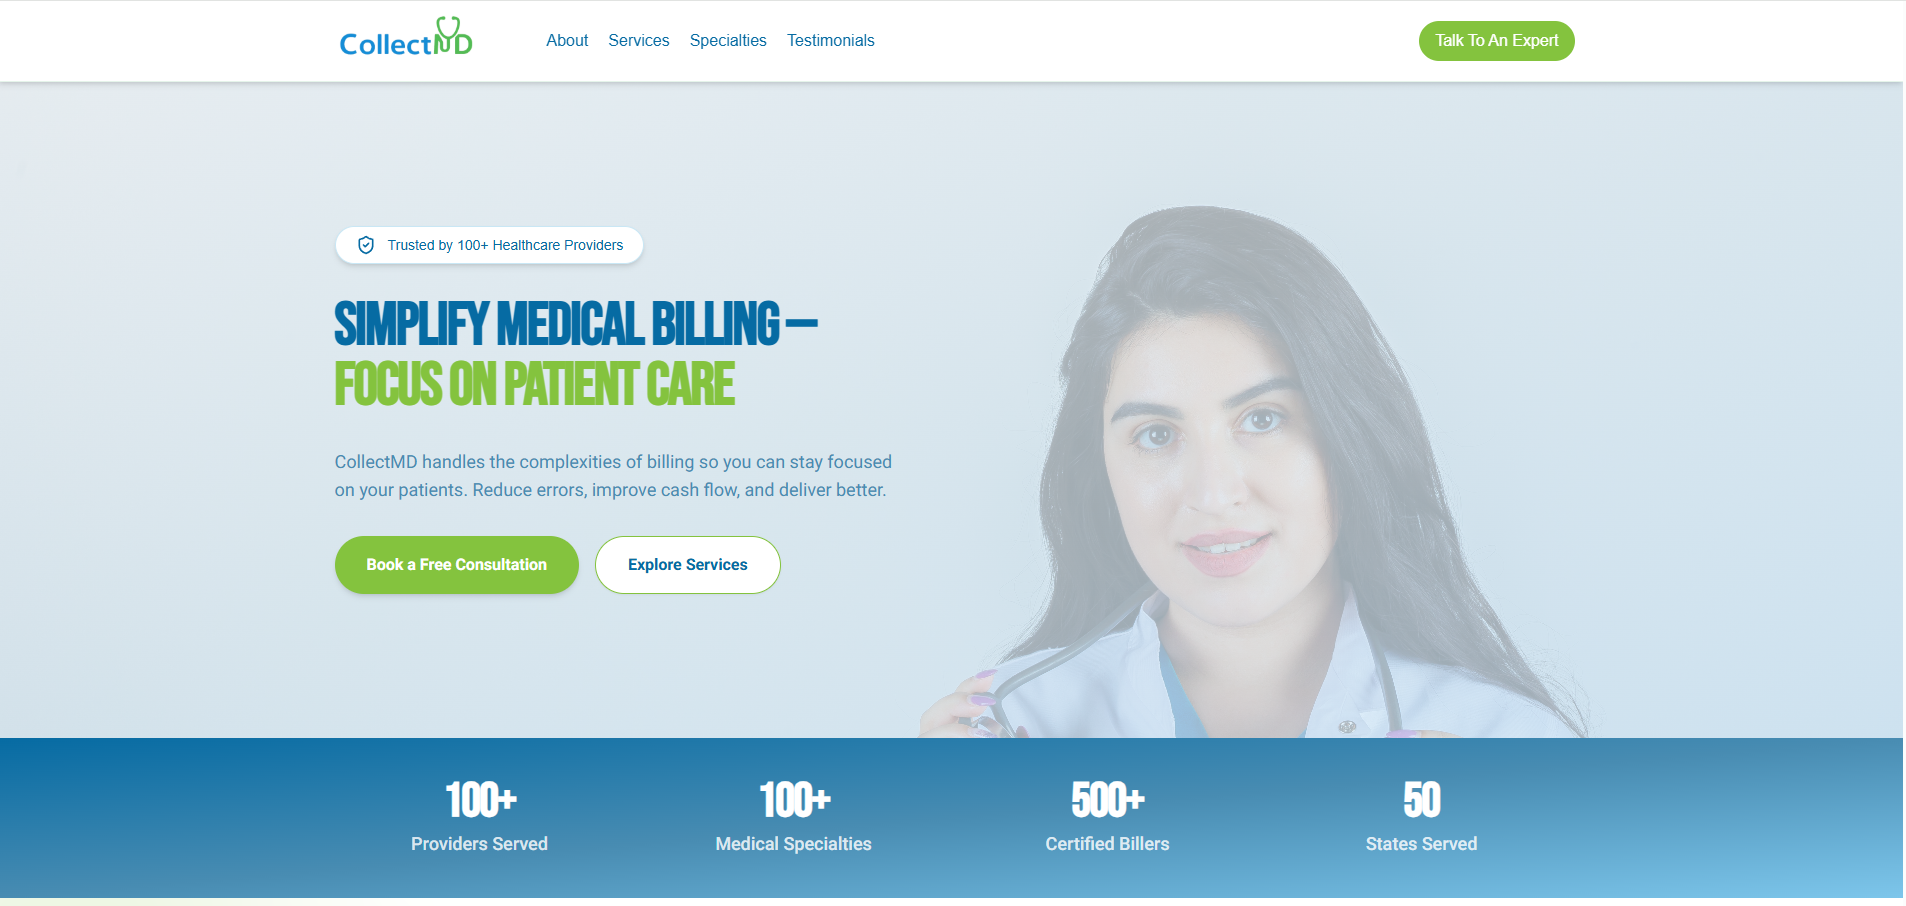 CollectMD
About
Services
Specialties
Testimonials
Talk To An Expert
Trusted by 100+ Healthcare Providers
SIMPLIFY MEDICAL BILLING —
FOCUS ON PATIENT CARE
CollectMD handles the complexities of billing so you can stay focused
on your patients. Reduce errors, improve cash flow, and deliver better.
Book a Free Consultation
Explore Services
100+
Providers Served
100+
Medical Specialties
500+
Certified Billers
50
States Served